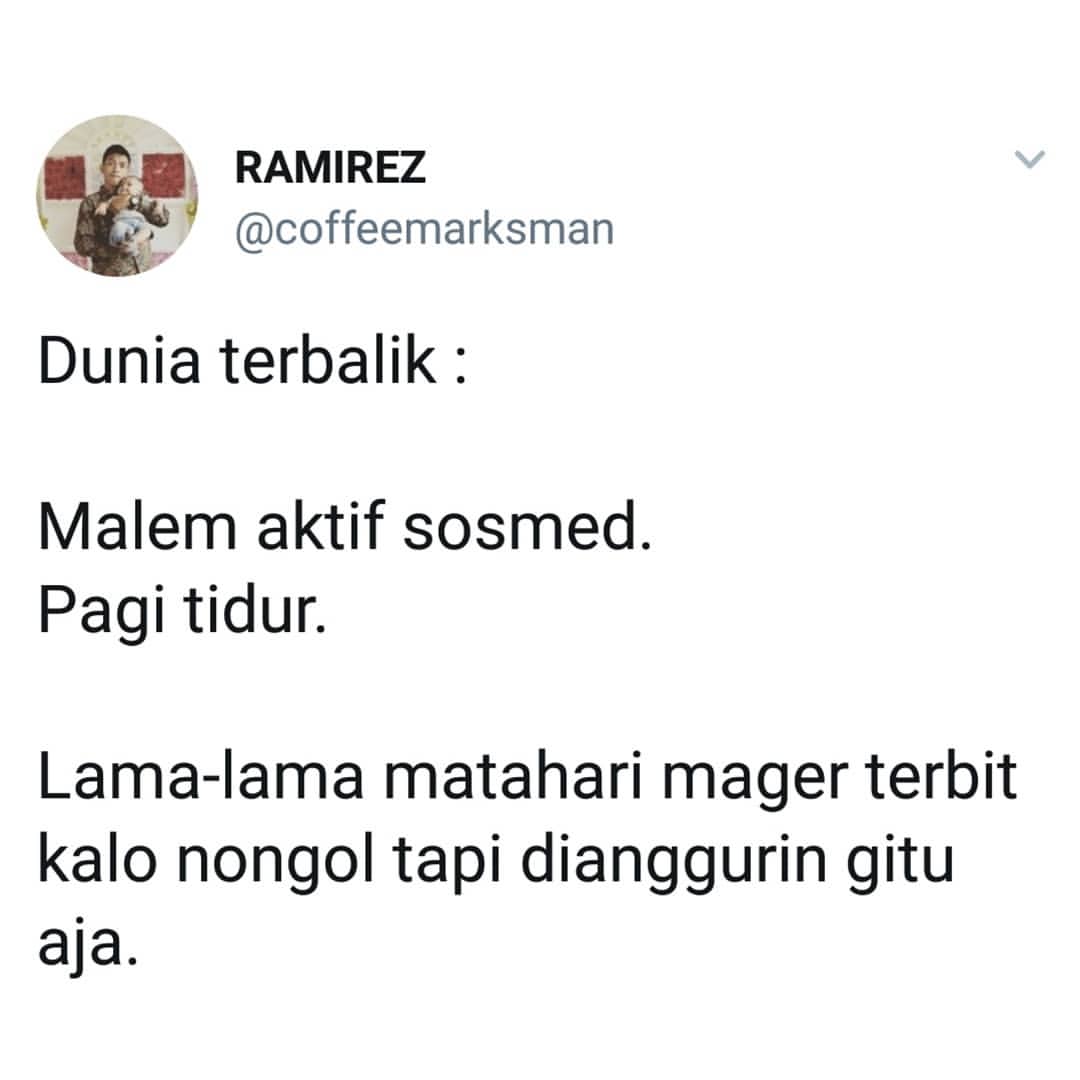 RAMIREZ
@coffeemarksman
Dunia terbalik :
Malem aktif sosmed.
Pagi tidur.
Lama-lama matahari mager terbit
kalo nongol tapi dianggurin gitu
aja.